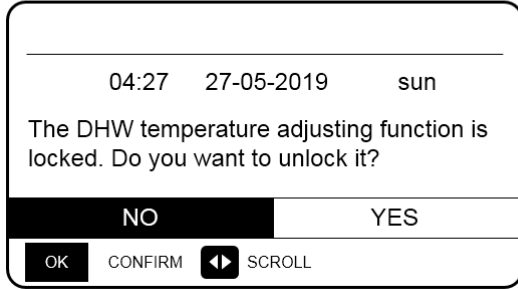 04:27 27-05-2019 sun
The DHW temperature adjusting function is
locked. Do you want to unlock it?
NO YES
OK CONFIRM SCROLL